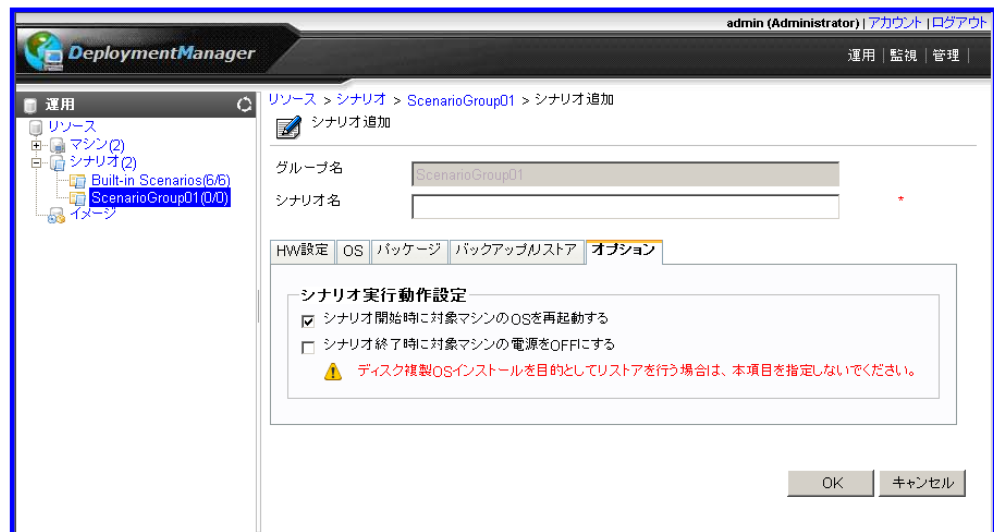 admin (Administrator) | アカウント | ログアウト
DeploymentManager
運用 | 監視 | 管理 |
運用
リソース
マシン(2)
シナリオ(2)
Built-in Scenarios(6/6)
ScenarioGroup01(0/0)
イメージ
リソース > シナリオ > ScenarioGroup01 > シナリオ追加
シナリオ追加
グループ名
ScenarioGroup01
シナリオ名
*
HW設定 OS パッケージ バックアップ/リストア オプション
シナリオ実行動作設定
シナリオ開始時に対象マシンのOSを再起動する
シナリオ終了時に対象マシンの電源をOFFにする
ディスク複製OSインストールを目的としてリストアを行う場合は、本項目を指定しないでください。
OK キャンセル